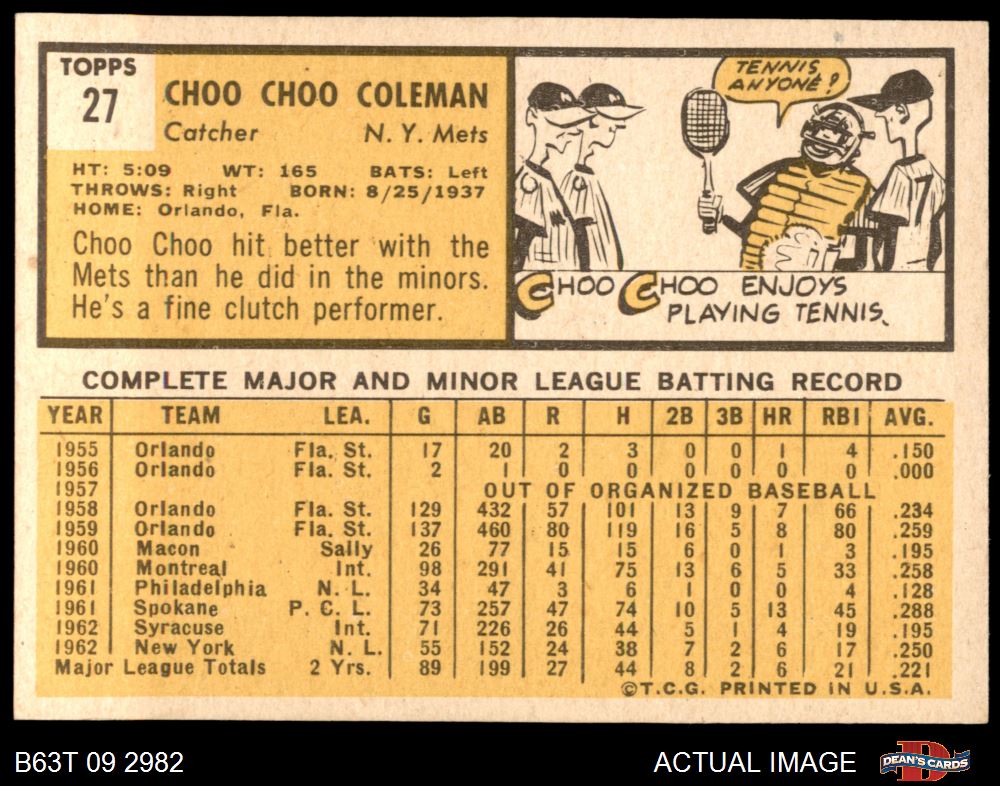 TOPPS
27
CHOO CHOO COLEMAN
Catcher N. Y. Mets
HT: 5:09 WT: 165 BATS: Left
THROWS: Right BORN: 8/25/1937
HOME: Orlando, Fla.
Choo Choo hit better with the
Mets than he did in the minors.
He's a fine clutch performer.
TENNIS
ANYONE?
CHOO CHOO ENJOYS
PLAYING TENNIS.
COMPLETE MAJOR AND MINOR LEAGUE BATTING RECORD
YEAR TEAM LEA. G AB R H 2B 3B HR RBI AVG.
1955 Orlando Fla. St. 17 20 2 3 0 0 1 4 .150
1956 Orlando Fla. St. 2 1 0 0 0 0 0 0 .000
1957 OUT OF ORGANIZED BASEBALL
1958 Orlando Fla. St. 129 432 57 101 13 9 7 66 .234
1959 Orlando Fla. St. 137 460 80 119 16 5 8 80 .259
1960 Macon Sally 26 77 15 15 6 0 1 3 .195
1960 Montreal Int. 98 291 41 75 13 6 5 33 .258
1961 Philadelphia N. L. 34 47 3 6 1 0 0 4 .128
1961 Spokane P. C. L. 73 257 47 74 10 5 13 45 .288
1962 Syracuse Int. 71 226 26 44 5 1 4 19 .195
1962 New York N. L. 55 152 24 38 7 2 6 17 .250
Major League Totals 2 Yrs. 89 199 27 44 8 2 6 21 .221
©T.C.G. PRINTED IN U.S.A.
B63T 09 2982 ACTUAL IMAGE D DEAN'S CARDS